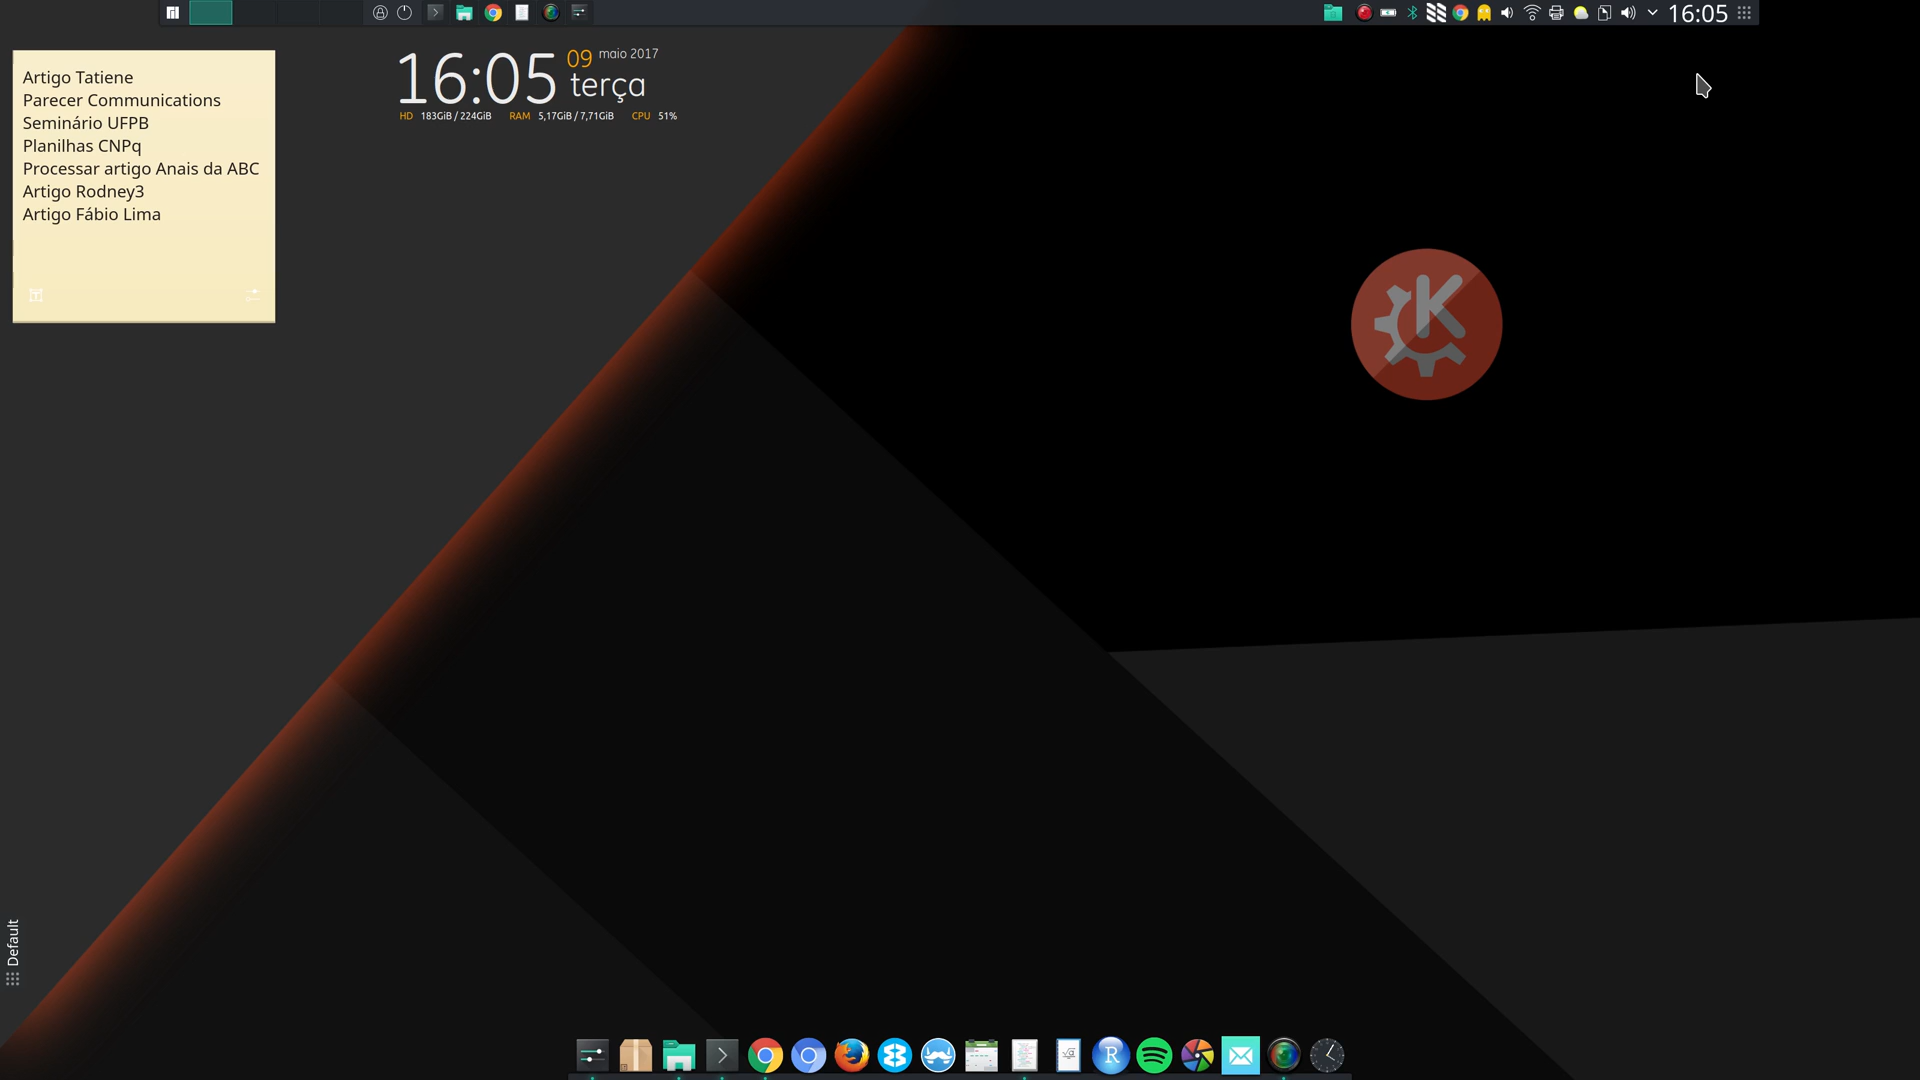 16:05
Artigo Tatiene
Parecer Communications
Seminário UFPB
Planilhas CNPq
Processar artigo Anais da ABC
Artigo Rodney3
Artigo Fábio Lima
16:05 09 maio 2017
terça
HD 183GiB / 224GiB RAM 5,17GiB / 7,71GiB CPU 51%
K
Default
R